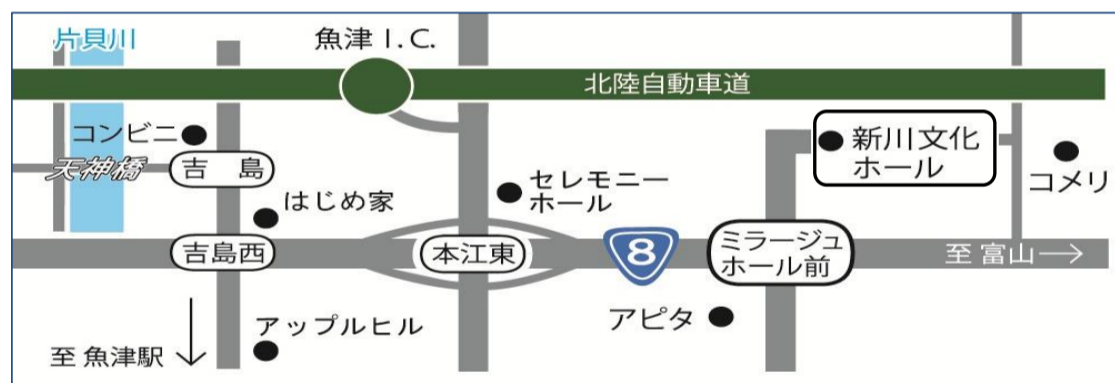 片貝川
魚津 I.C.
北陸自動車道
コンビニ
天神橋
吉島
はじめ家
セレモニー
ホール
新川文化
ホール
コメリ
吉島西
本江東
8
ミラージュ
ホール前
至 富山→
アピタ
アップルヒル
至 魚津駅